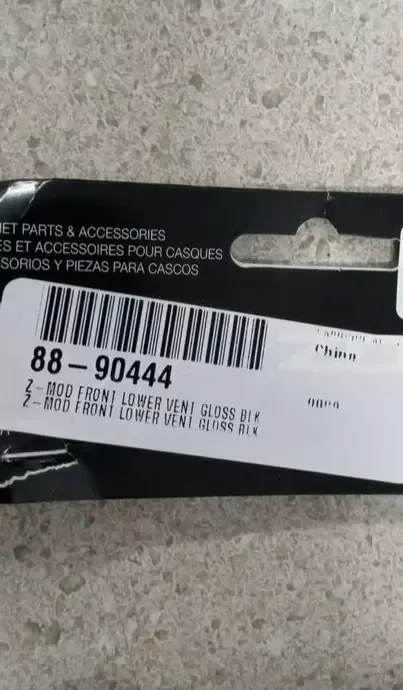 ET PARTS & ACCESSORIES
ES ET ACCESSOIRES POUR CASQUES
SORIOS Y PIEZAS PARA CASCOS
88-90444
Z-MOD FRONT LOWER VENT GLOSS BLK
Z-MOD FRONT LOWER VENT GLOSS BLK
China